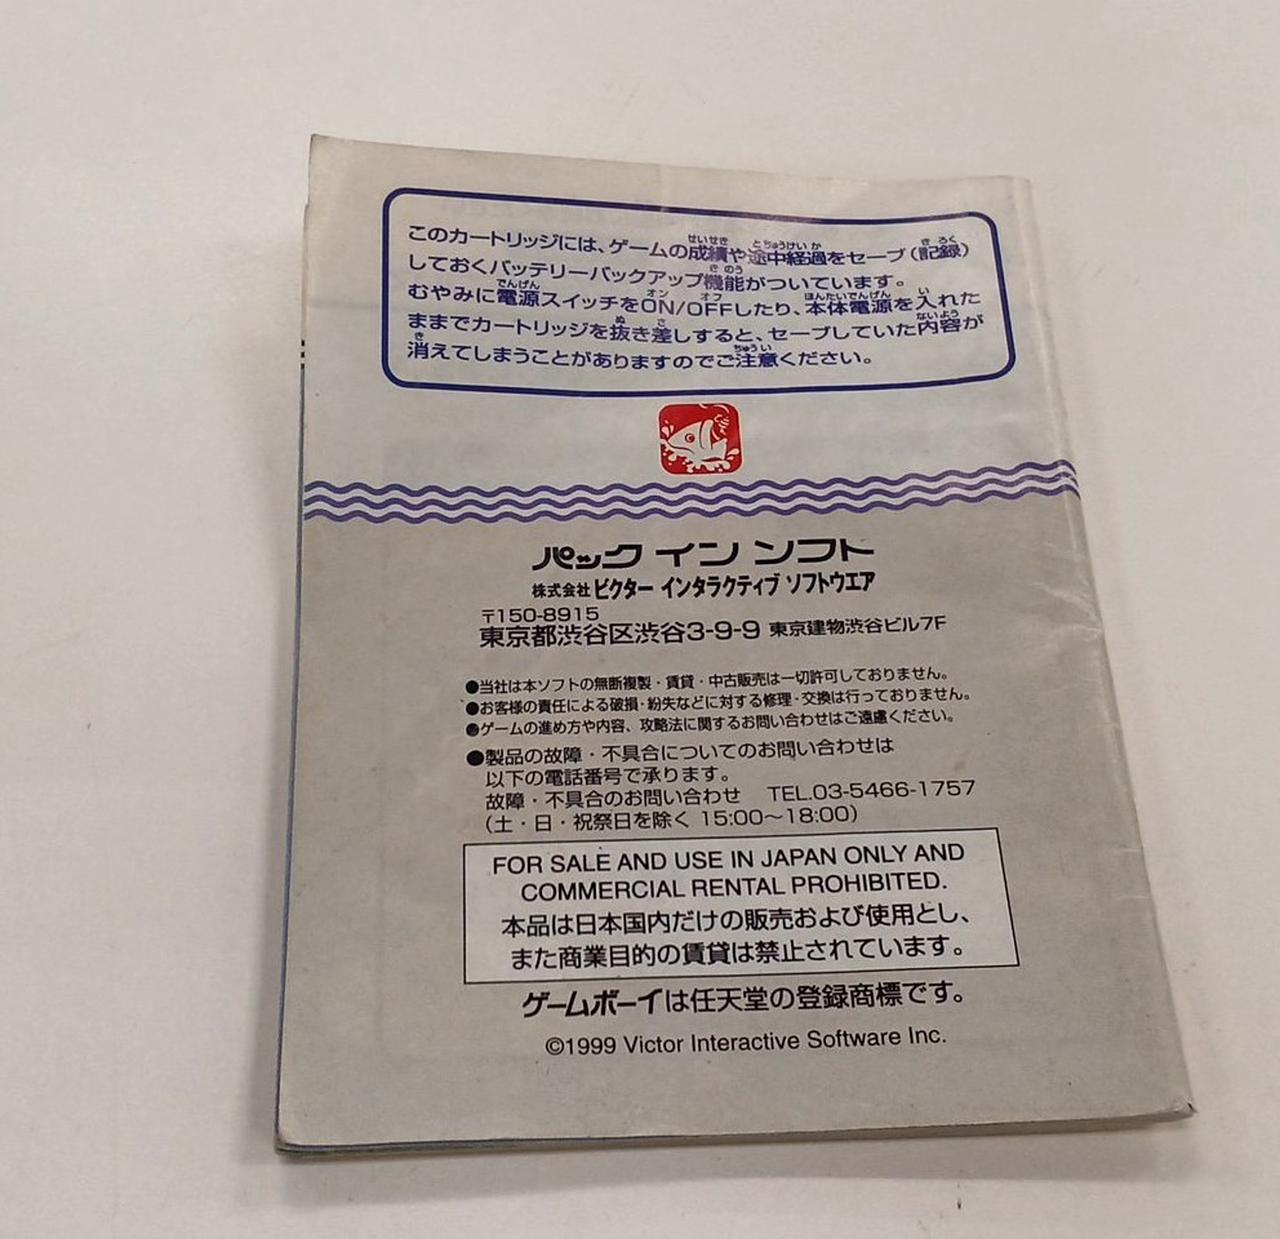 このカートリッジには、ゲームの成績や途中経過をセーブ(記録)
しておくバッテリーバックアップ機能がついています。
むやみに電源スイッチをON/OFFしたり、本体電源を入れた
ままでカートリッジを抜き差しすると、セーブしていた内容が
消えてしまうことがありますのでご注意ください。
パック イン ソフト
株式会社 ビクター インタラクティブ ソフトウエア
〒150-8915
東京都渋谷区渋谷3-9-9 東京建物渋谷ビル7F
●当社は本ソフトの無断複製・賃貸・中古販売は一切許可しておりません。
●お客様の責任による破損・紛失などに対する修理・交換は行っておりません。
●ゲームの進め方や内容、攻略法に関するお問い合わせはご遠慮ください。
●製品の故障・不具合についてのお問い合わせは
以下の電話番号で承ります。
故障・不具合のお問い合わせ TEL.03-5466-1757
(土・日・祝祭日を除く 15:00～18:00)
FOR SALE AND USE IN JAPAN ONLY AND
COMMERCIAL RENTAL PROHIBITED.
本品は日本国内だけの販売および使用とし、
また商業目的の賃貸は禁止されています。
ゲームボーイは任天堂の登録商標です。
©1999 Victor Interactive Software Inc.